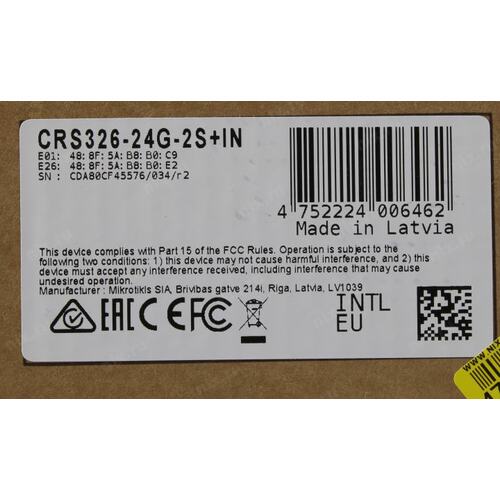 CRS326-24G-2S+IN
E01: 48:8F:5A:B8:B0:C9
E26: 48:8F:5A:B8:B0:E2
SN : CDA80CF45576/034/r2
4 752224 006462
Made in Latvia
This device complies with Part 15 of the FCC Rules. Operation is subject to the
following two conditions: 1) this device may not cause harmful interference, and 2) this
device must accept any interference received, including interference that may cause
undesired operation.
Manufacturer : Mikrotikls SIA, Brivibas gatve 214i, Riga, Latvia, LV1039
EAC CE FC
INTL
EU